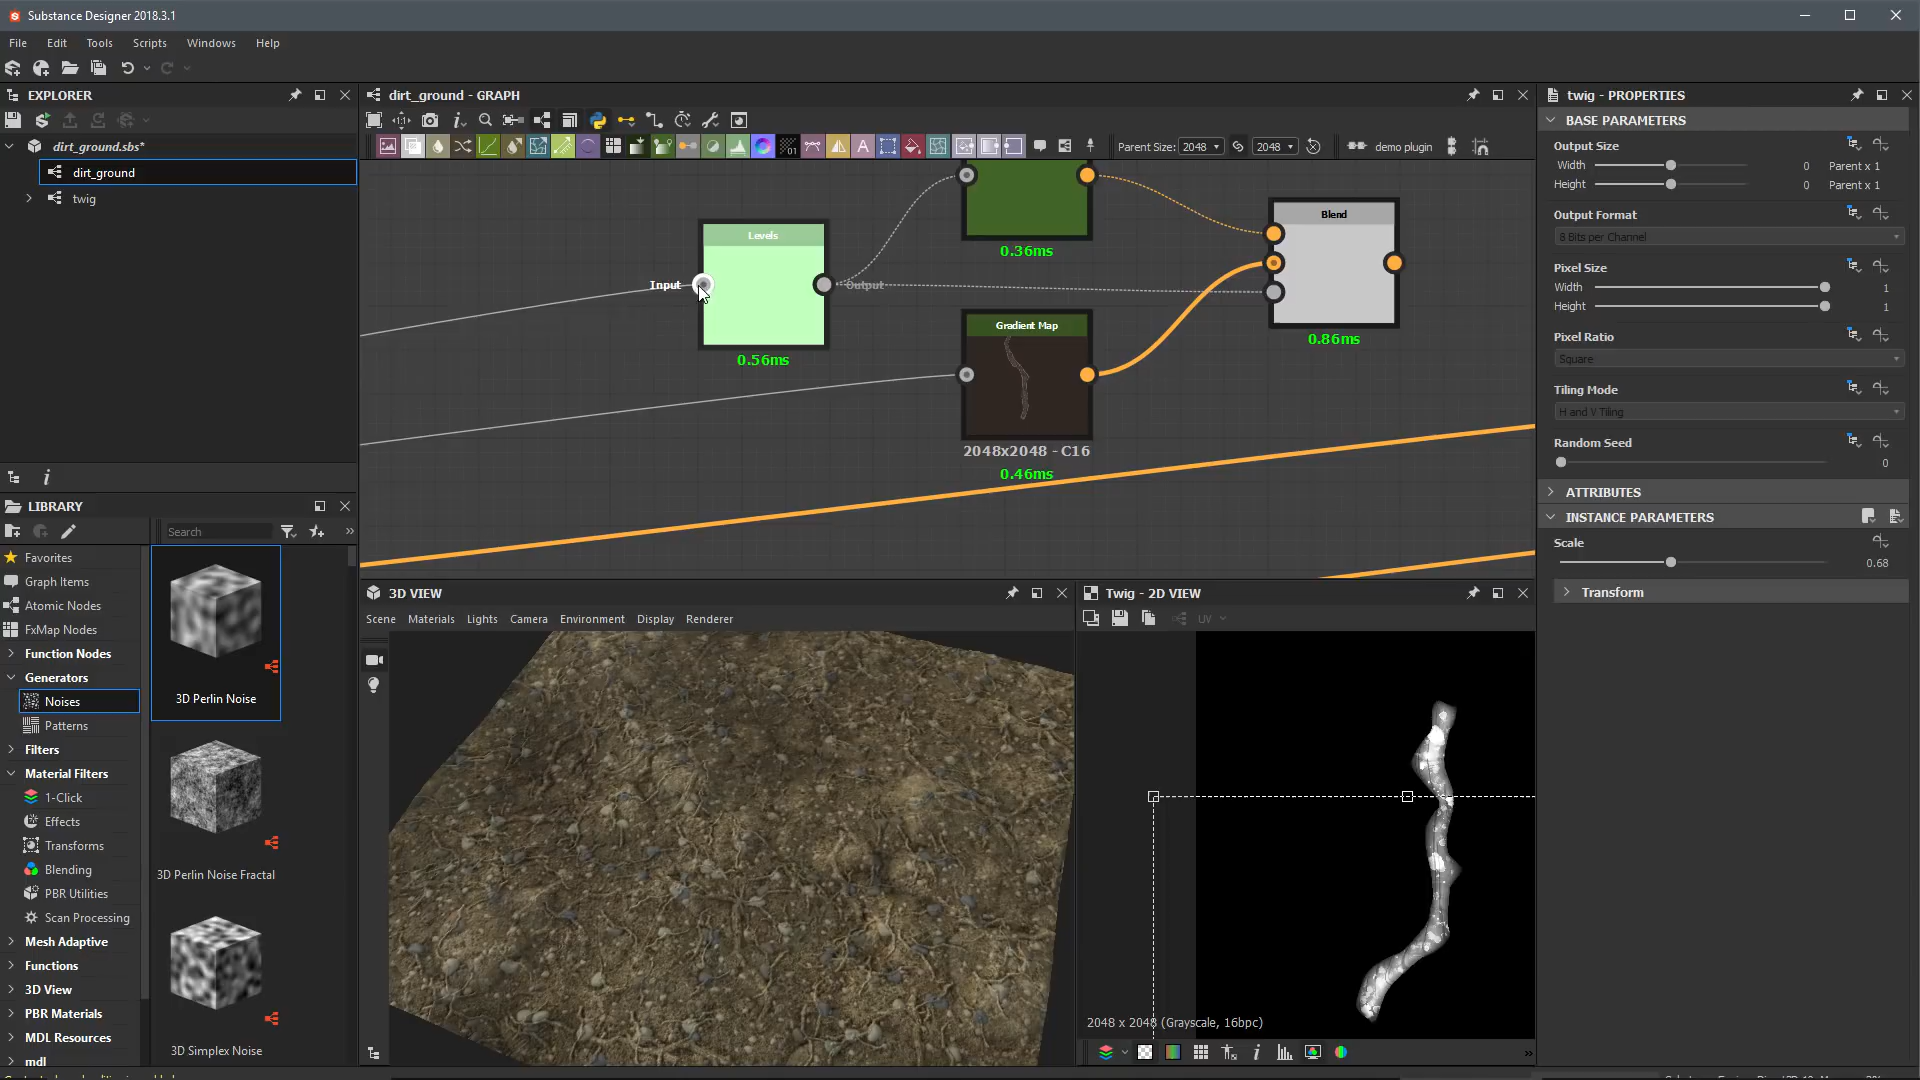 Substance Designer 2018.3.1
File Edit Tools Scripts Windows Help
EXPLORER
dirt_ground.sbs*
dirt_ground
twig
LIBRARY
Search
Favorites
Graph Items
Atomic Nodes
FxMap Nodes
Function Nodes
Generators
Noises
Patterns
Filters
Material Filters
1-Click
Effects
Transforms
Blending
PBR Utilities
Scan Processing
Mesh Adaptive
Functions
3D View
PBR Materials
MDL Resources
mdl
3D Perlin Noise
3D Perlin Noise Fractal
3D Simplex Noise
dirt_ground - GRAPH
Parent Size: 2048 2048 demo plugin
Levels
Input
Output
0.56ms
0.36ms
Gradient Map
2048x2048 - C16
0.46ms
Blend
0.86ms
3D VIEW
Scene Materials Lights Camera Environment Display Renderer
Twig - 2D VIEW
UV
2048 x 2048 (Grayscale, 16bpc)
twig - PROPERTIES
BASE PARAMETERS
Output Size
Width 0 Parent x 1
Height 0 Parent x 1
Output Format
8 Bits per Channel
Pixel Size
Width 1
Height 1
Pixel Ratio
Square
Tiling Mode
H and V Tiling
Random Seed
0
ATTRIBUTES
INSTANCE PARAMETERS
Scale
0.68
Transform